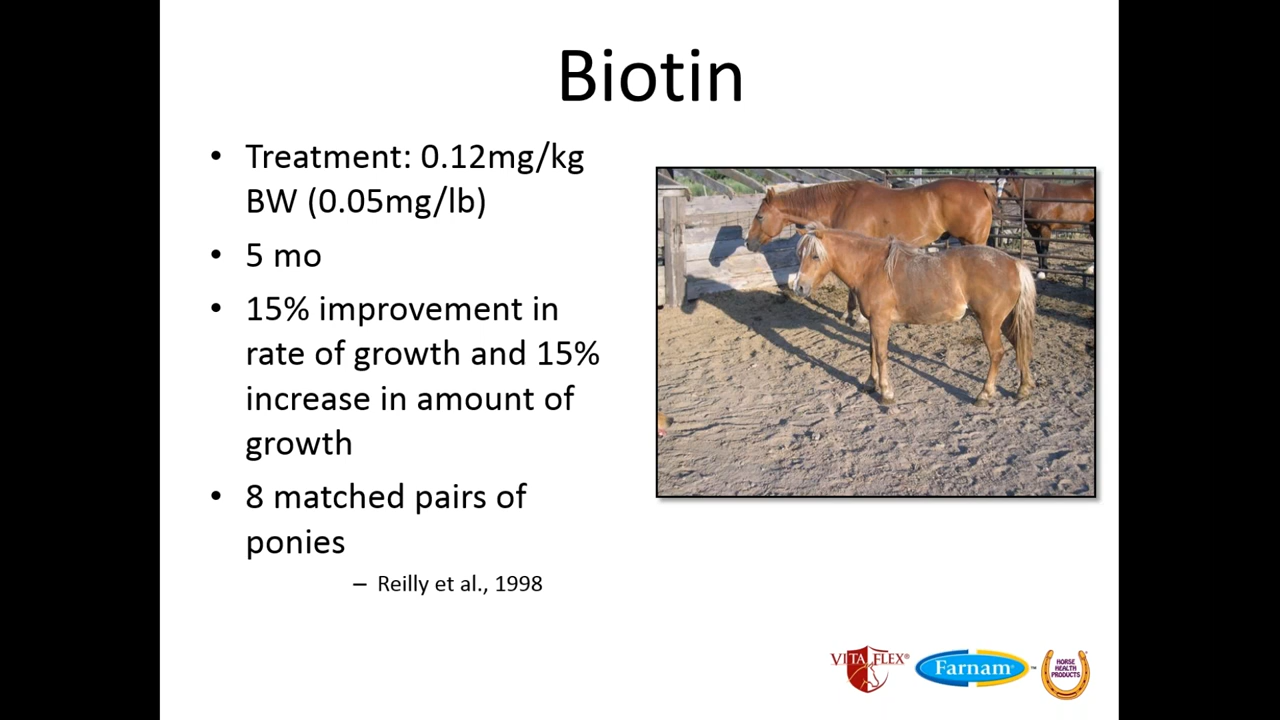 Biotin
• Treatment: 0.12mg/kg
BW (0.05mg/lb)
• 5 mo
• 15% improvement in
rate of growth and 15%
increase in amount of
growth
• 8 matched pairs of
ponies
– Reilly et al., 1998
VITA FLEX®
Farnam™
HORSE
HEALTH
PRODUCTS